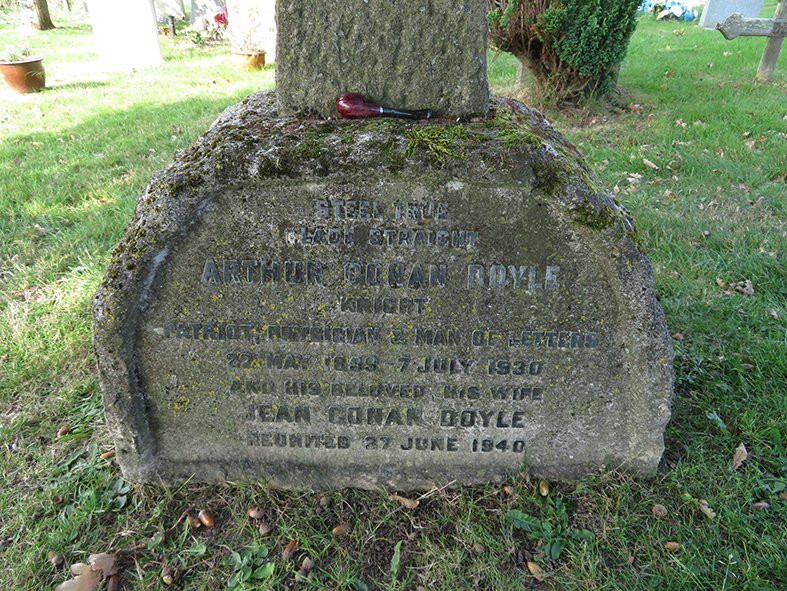 STEEL TRUE
BLADE STRAIGHT
ARTHUR CONAN DOYLE
KNIGHT
PATRIOT, PHYSICIAN & MAN OF LETTERS
22 MAY 1859 - 7 JULY 1930
AND HIS BELOVED, HIS WIFE
JEAN CONAN DOYLE
REUNITED 27 JUNE 1940